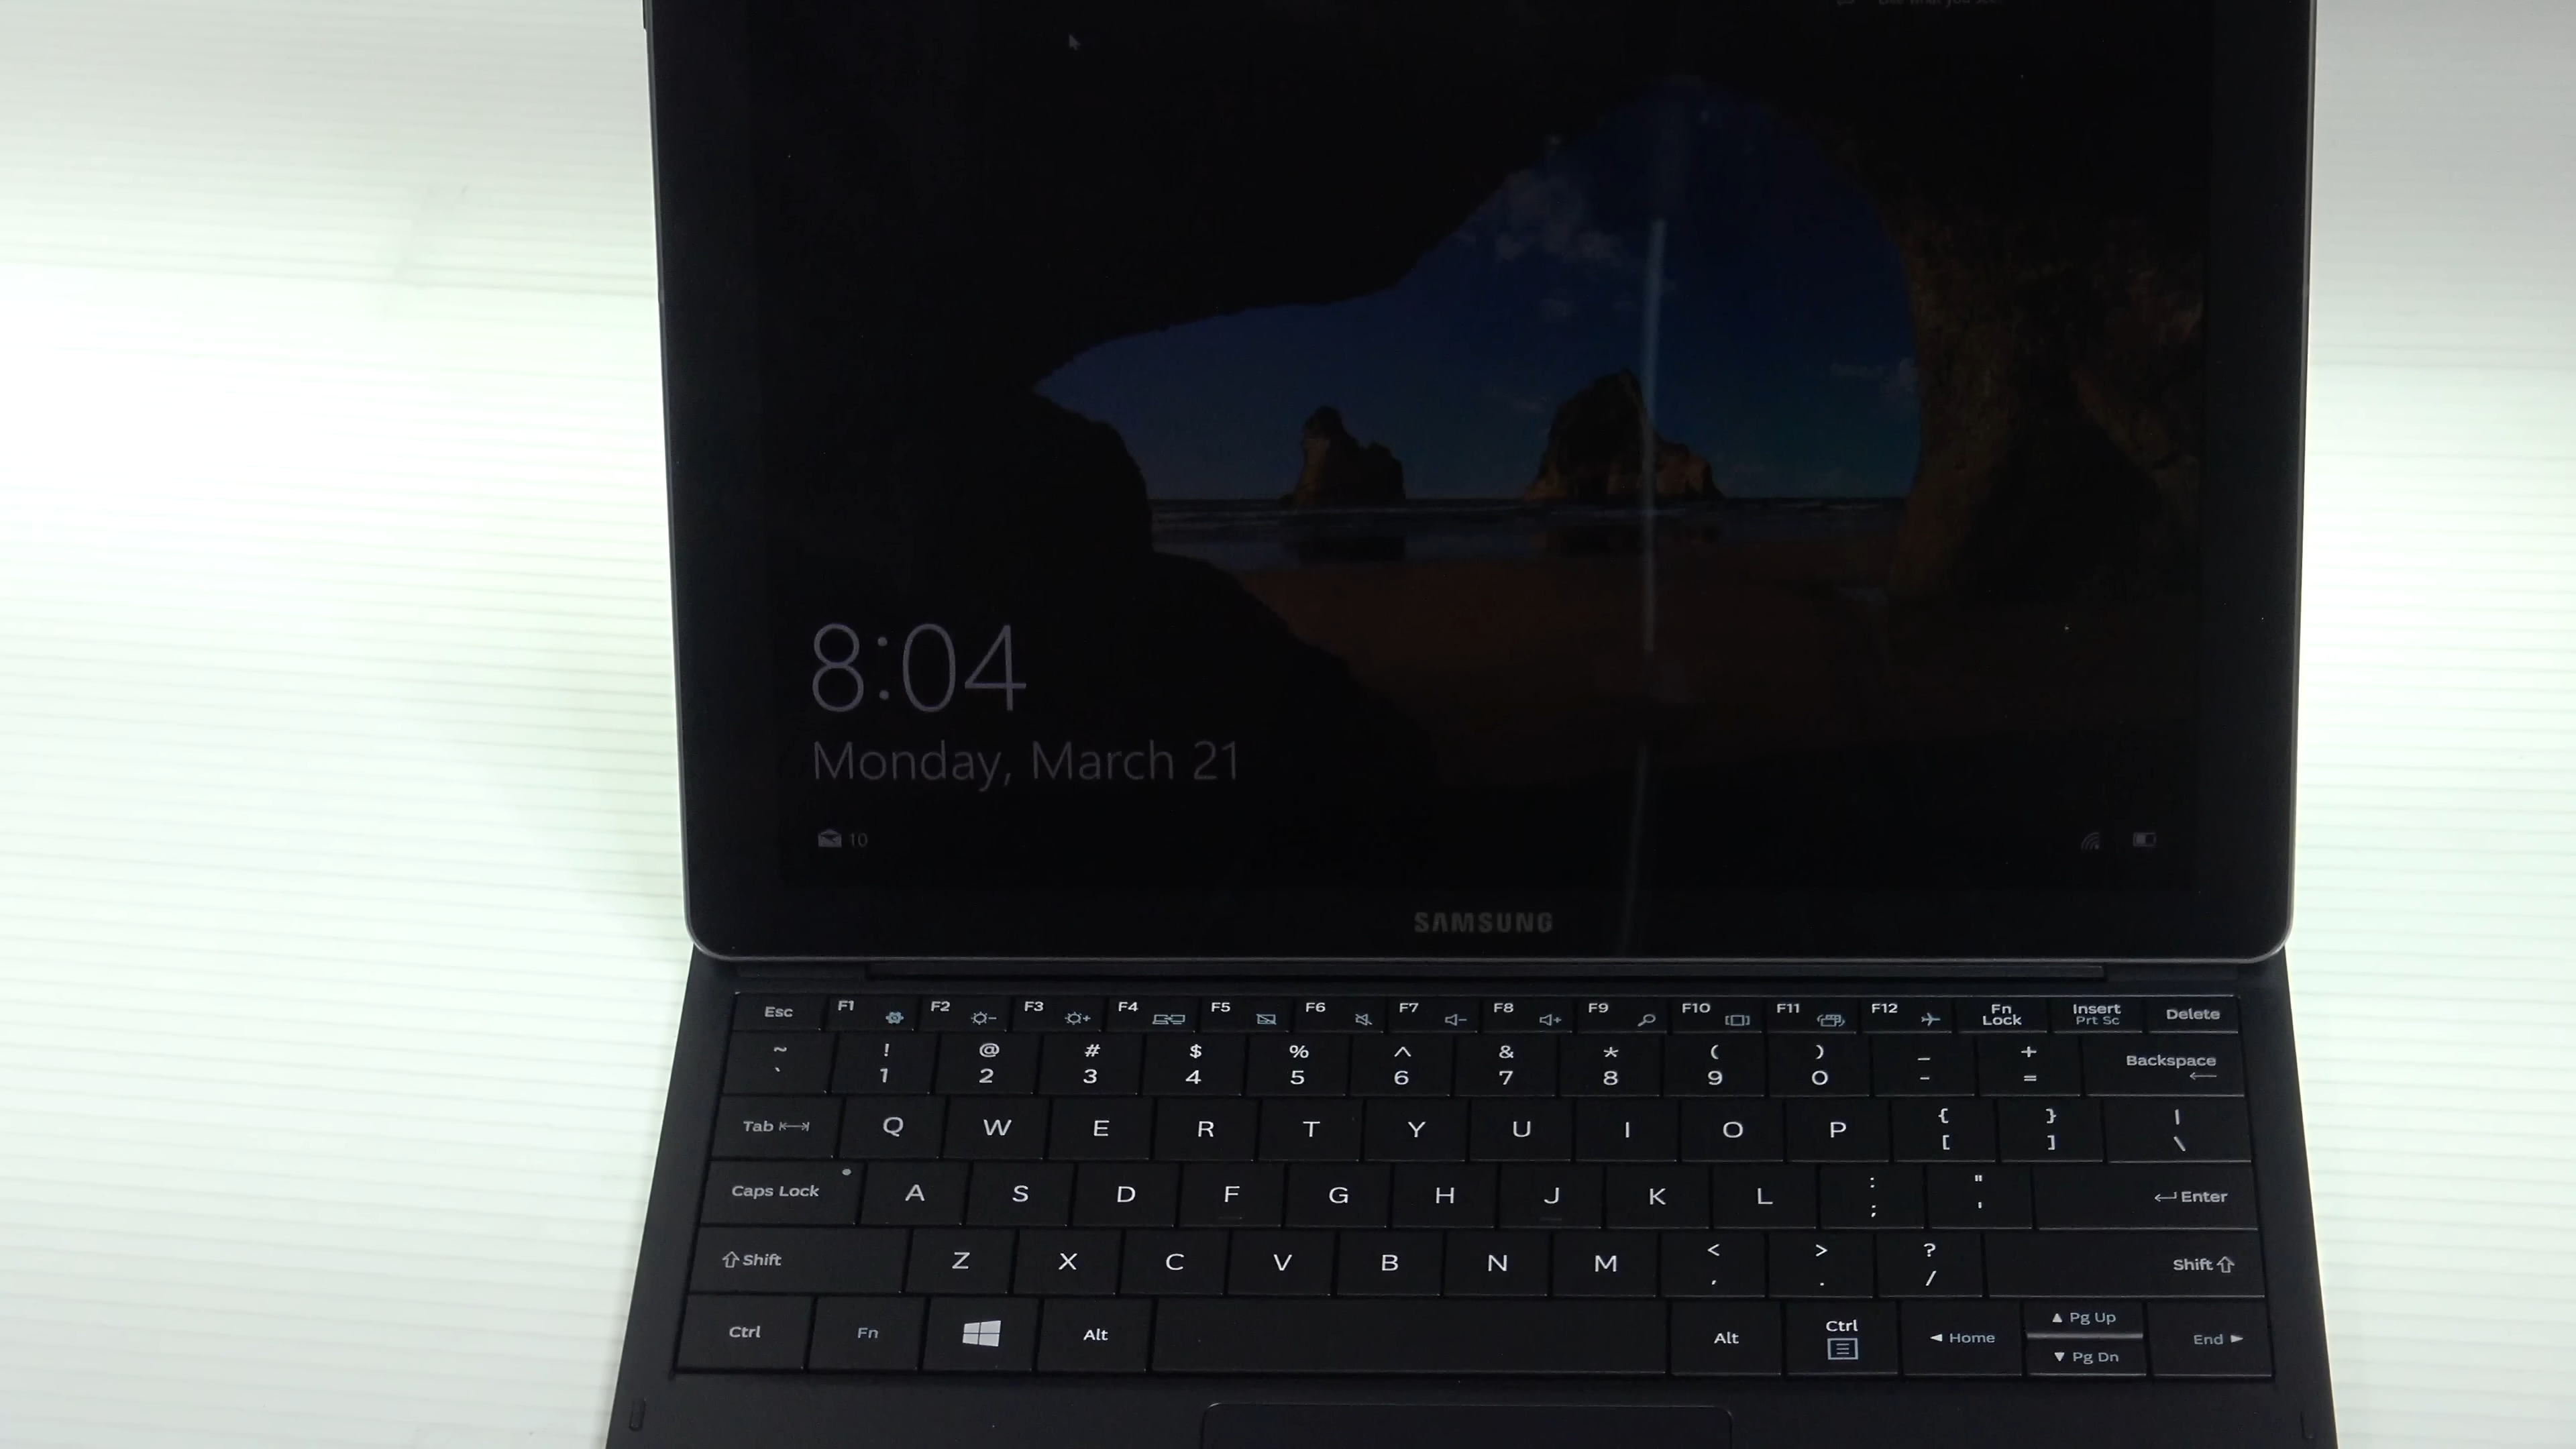 8:04
Monday, March 21
10
SAMSUNG
Esc F1 F2 F3 F4 F5 F6 F7 F8 F9 F10 F11 F12 Fn Lock Insert Prt Sc Delete
~ ` ! 1 @ 2 # 3 $ 4 % 5 ^ 6 & 7 * 8 ( 9 ) 0 _ - + = Backspace
Tab Q W E R T Y U I O P { [ } ] | \
Caps Lock A S D F G H J K L : ; " ' Enter
Shift Z X C V B N M < , > . ? / Shift
Ctrl Fn Alt Alt Ctrl Home Pg Up Pg Dn End